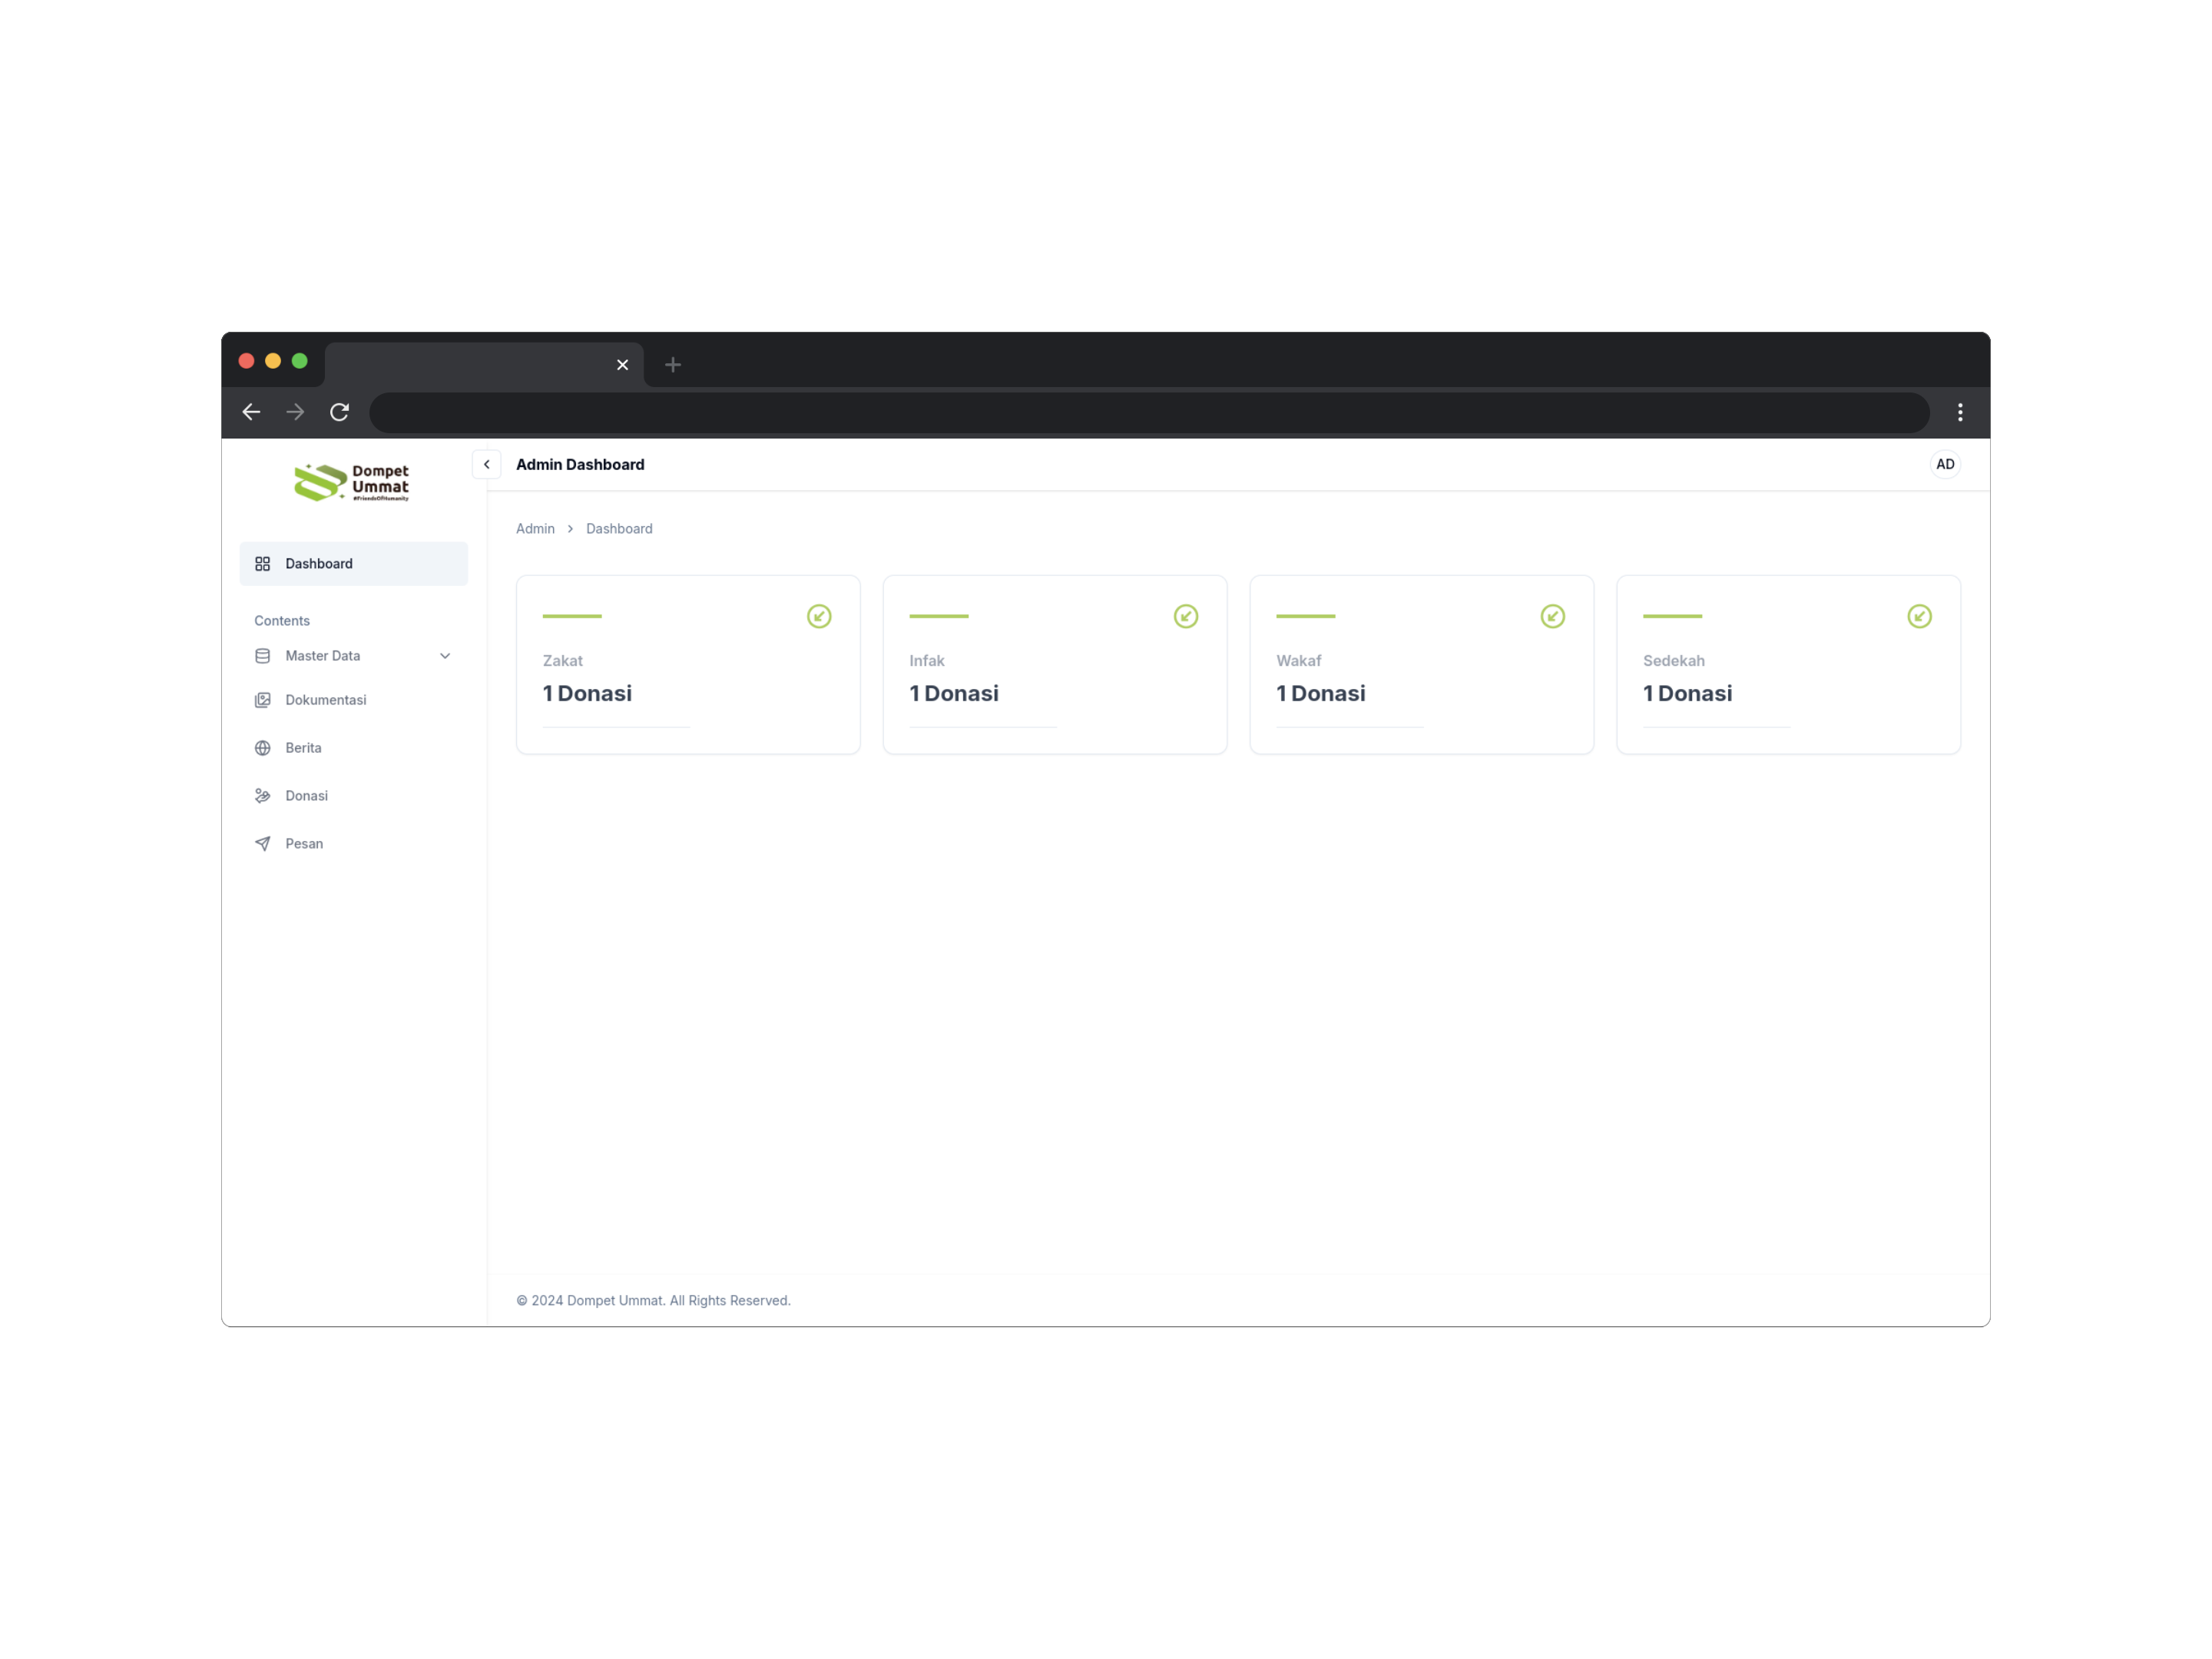 Dompet
Ummat
#FriendsOfHumanity
Admin Dashboard
AD
Admin > Dashboard
Dashboard
Contents
Master Data
Dokumentasi
Berita
Donasi
Pesan
Zakat
1 Donasi
Infak
1 Donasi
Wakaf
1 Donasi
Sedekah
1 Donasi
© 2024 Dompet Ummat. All Rights Reserved.